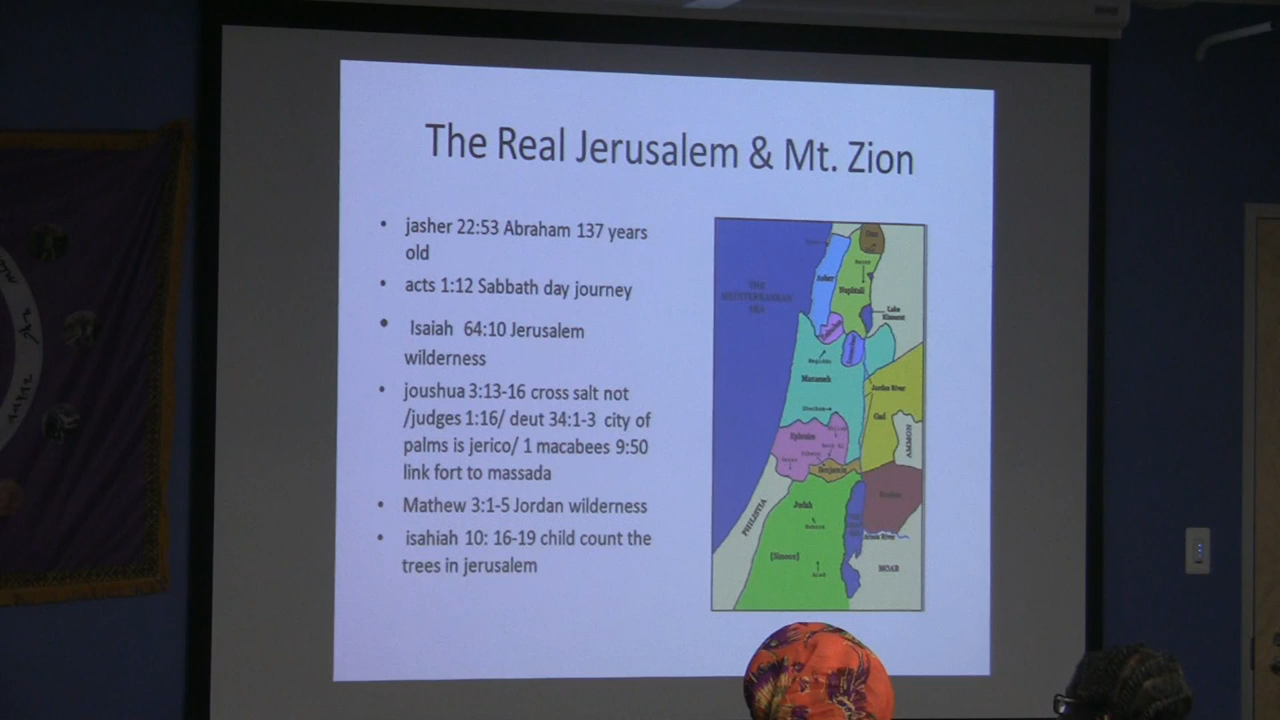 The Real Jerusalem & Mt. Zion
• jasher 22:53 Abraham 137 years
old
• acts 1:12 Sabbath day journey
• Isaiah 64:10 Jerusalem
wilderness
• joushua 3:13-16 cross salt not
/judges 1:16/ deut 34:1-3 city of
palms is jerico/ 1 macabees 9:50
link fort to massada
• Mathew 3:1-5 Jordan wilderness
• isahiah 10: 16-19 child count the
trees in jerusalem
THE
MEDITERRANEAN
SEA
Asher
Naphtali
Lake
Manasseh
Jordan River
Gad
AMMON
Ephraim
Benjamin
Judah
PHILISTIA
[Simeon]
Arad
Arnon River
MOAB